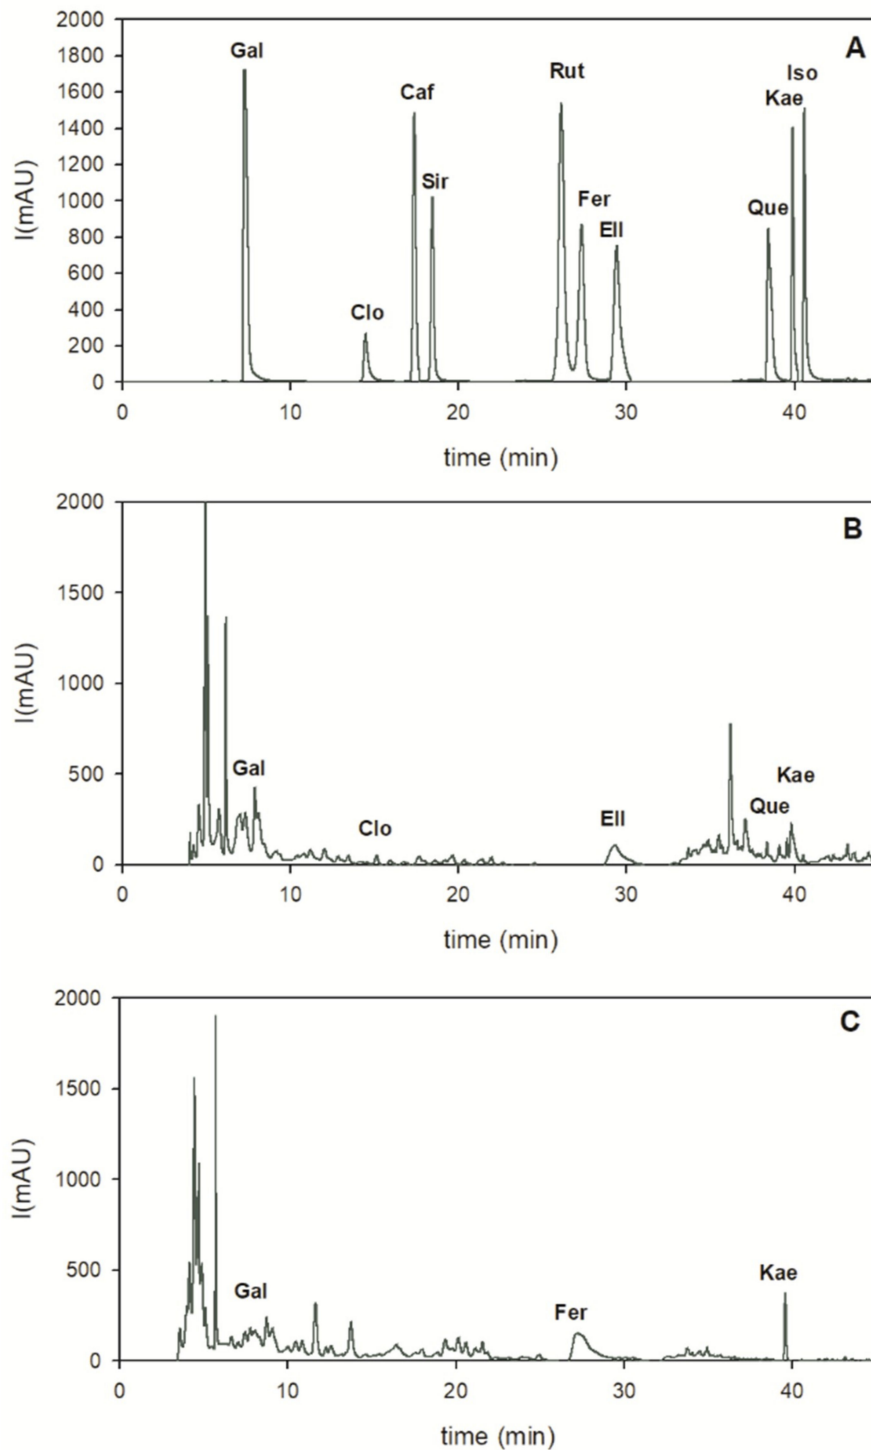 2000
A
1800
Gal
Iso
1600
Rut
Caf
Kae
1400
I(mAU)
1200
Sir
1000
Fer
Que
800
Ell
600
400
Clo
200
0
0 10 20 30 40
time (min)
2000
B
1500
I(mAU)
1000
500
Gal
Kae
Que
Clo
Ell
0
0 10 20 30 40
time (min)
2000
C
1500
I(mAU)
1000
500
Gal
Kae
Fer
0
0 10 20 30 40
time (min)